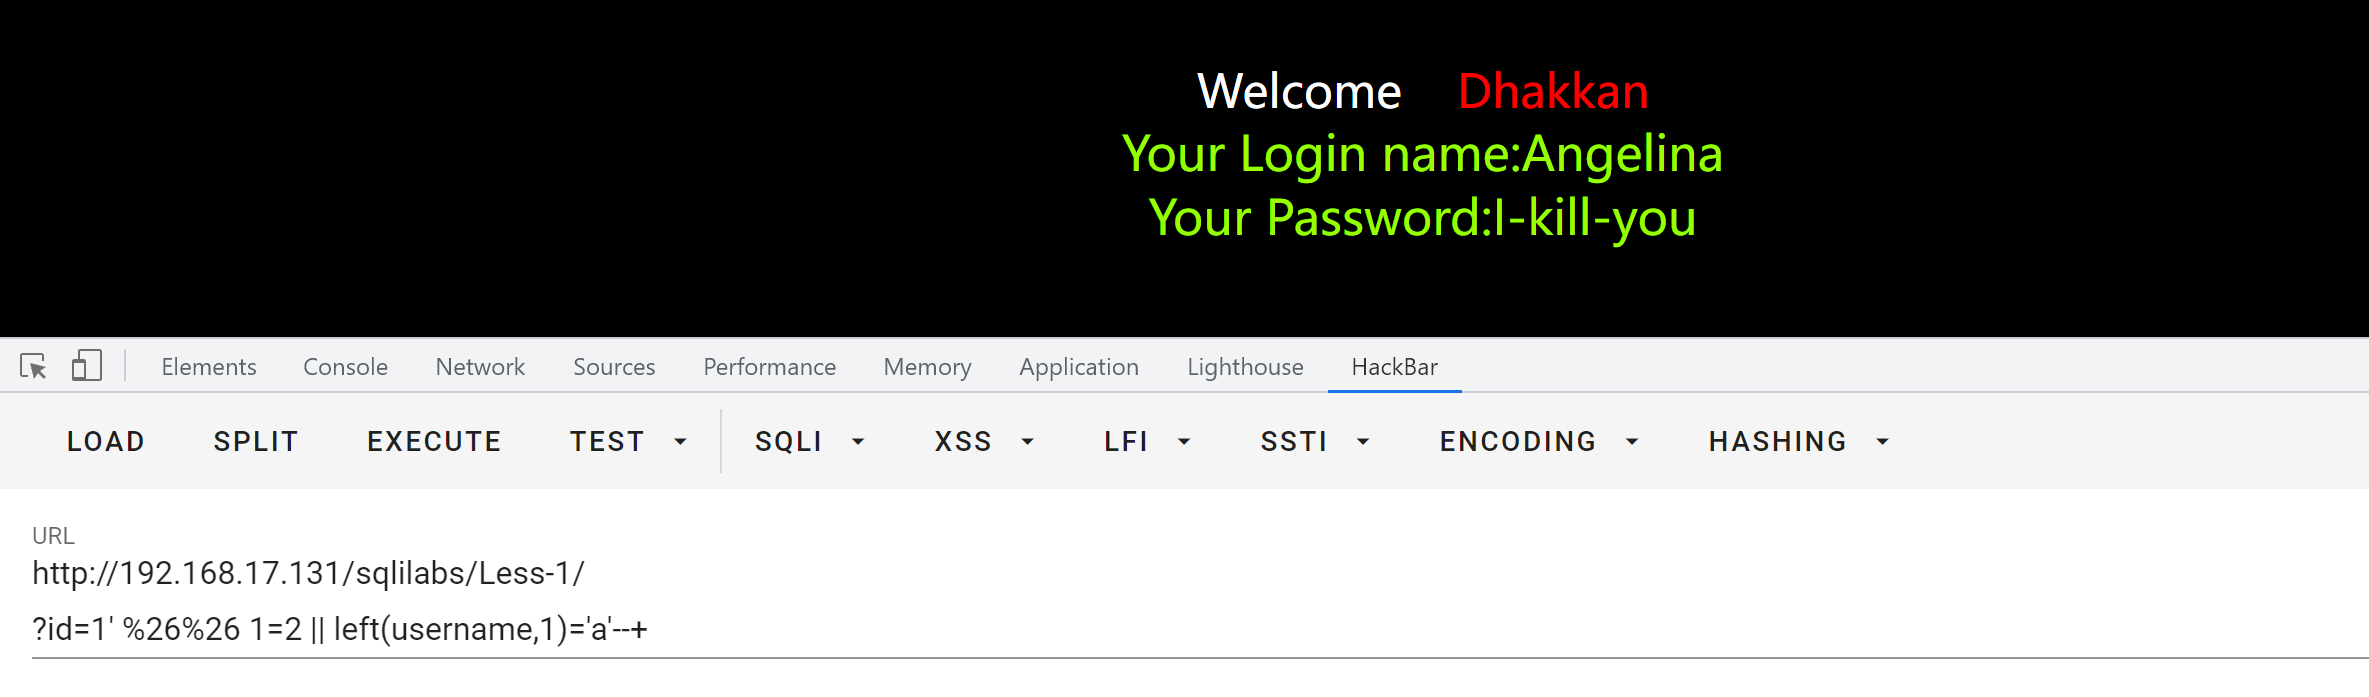 Welcome Dhakkan
Your Login name:Angelina
Your Password:I-kill-you
Elements Console Network Sources Performance Memory Application Lighthouse HackBar
LOAD SPLIT EXECUTE TEST SQLI XSS LFI SSTI ENCODING HASHING
URL
http://192.168.17.131/sqlilabs/Less-1/
?id=1' %26%26 1=2 || left(username,1)='a'--+